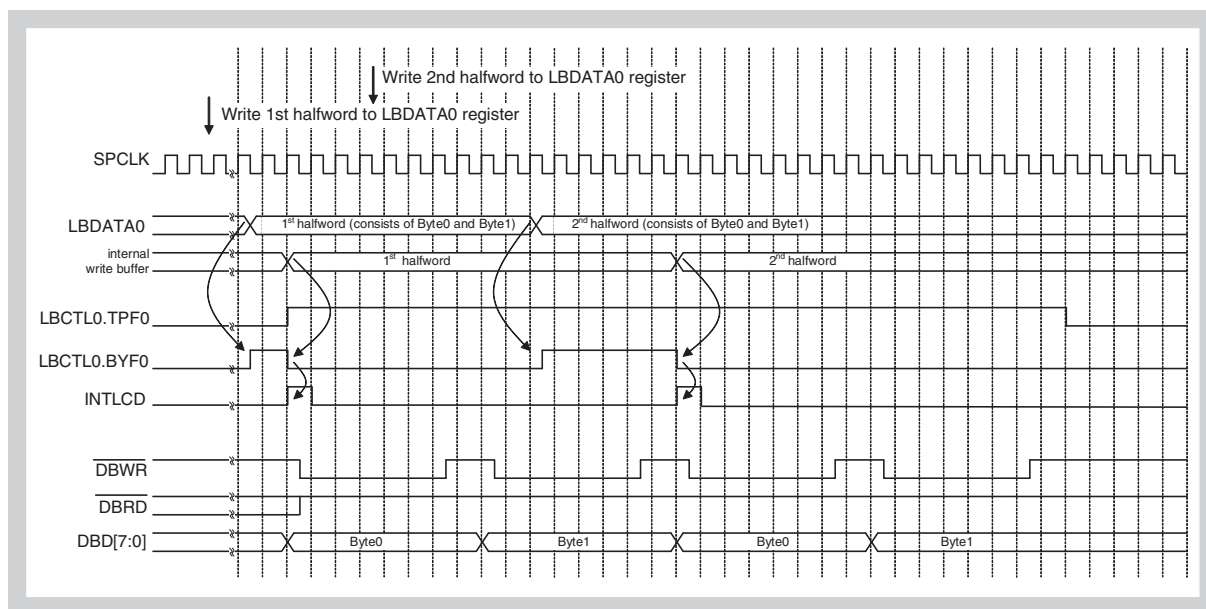 Write 2nd halfword to LBDATA0 register
Write 1st halfword to LBDATA0 register
SPCLK
LBDATA0 1st halfword (consists of Byte0 and Byte1) 2nd halfword (consists of Byte0 and Byte1)
internal
write buffer 1st halfword 2nd halfword
LBCTL0.TPF0
LBCTL0.BYF0
INTLCD
DBWR
DBRD
DBD[7:0] Byte0 Byte1 Byte0 Byte1